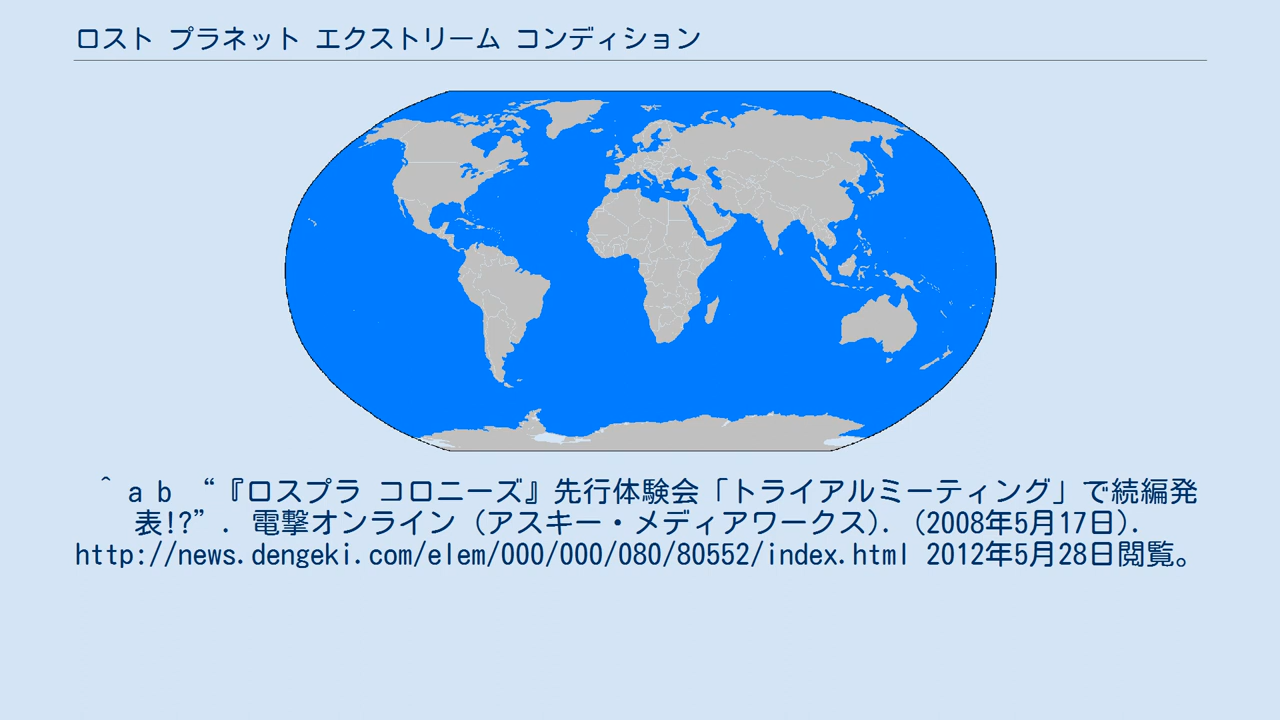 ロスト プラネット エクストリーム コンディション
^ a b “『ロスプラ コロニーズ』先行体験会「トライアルミーティング」で続編発
表!?”. 電撃オンライン (アスキー・メディアワークス). (2008年5月17日).
http://news.dengeki.com/elem/000/000/080/80552/index.html 2012年5月28日閲覧。